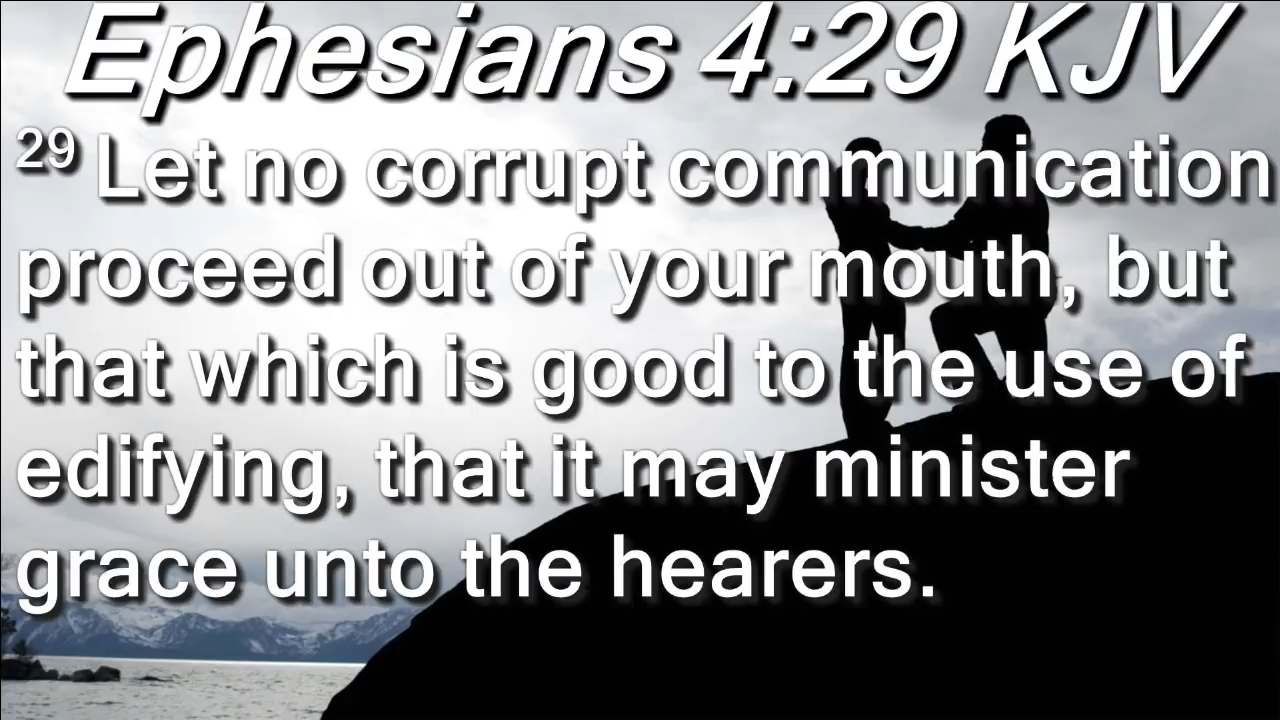 Ephesians 4:29 KJV
29 Let no corrupt communication
proceed out of your mouth, but
that which is good to the use of
edifying, that it may minister
grace unto the hearers.